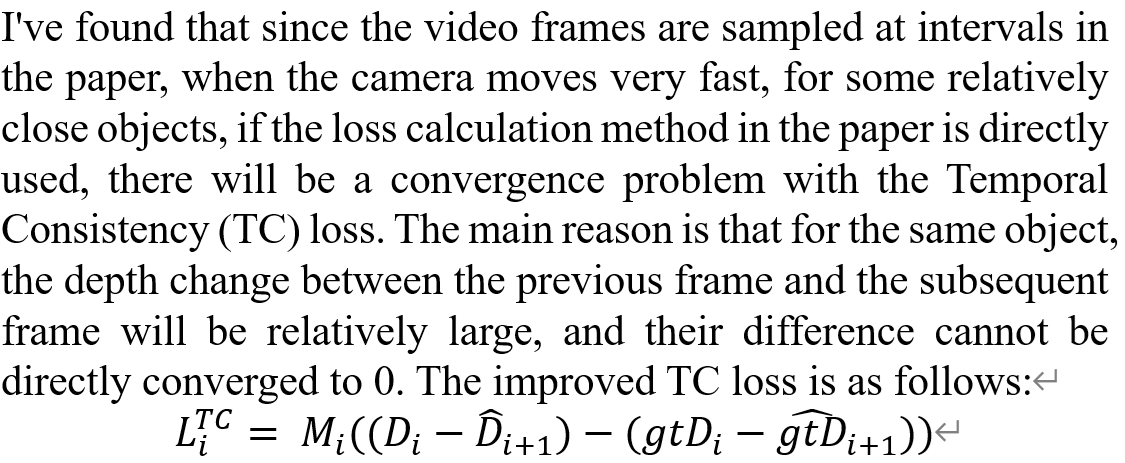 I've found that since the video frames are sampled at intervals in
the paper, when the camera moves very fast, for some relatively
close objects, if the loss calculation method in the paper is directly
used, there will be a convergence problem with the Temporal
Consistency (TC) loss. The main reason is that for the same object,
the depth change between the previous frame and the subsequent
frame will be relatively large, and their difference cannot be
directly converged to 0. The improved TC loss is as follows:↵
$L_i^{TC} = M_i((D_i - \widehat{D}_{i+1}) - (gtD_i - \widehat{gtD}_{i+1}))$↵